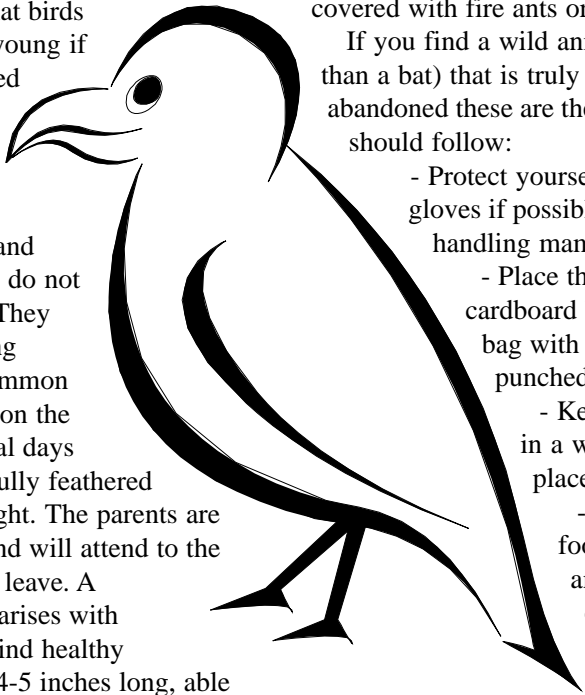 at birds
young if
ed
and
do not
They
ng
mmon
on the
al days
ully feathered
ght. The parents are
nd will attend to the
leave. A
arises with
ind healthy
4-5 inches long, able
covered with fire ants or
If you find a wild ani
than a bat) that is truly
abandoned these are the
should follow:
- Protect yourse
gloves if possibl
handling man
- Place th
cardboard
bag with
punched
- Ke
in a w
place
-
foo
a